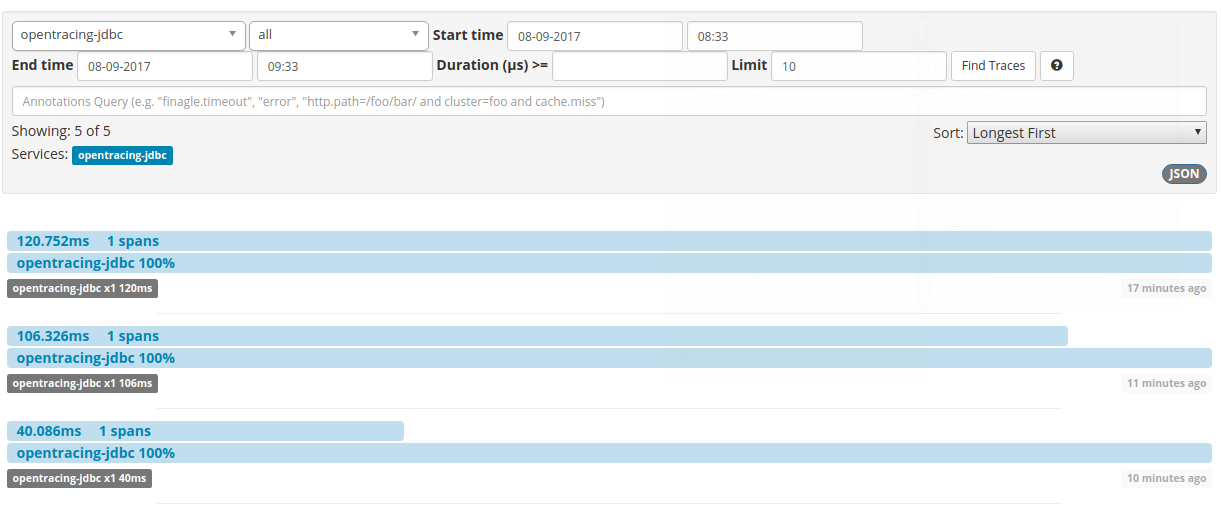 opentracing-jdbc all Start time 08-09-2017 08:33
End time 08-09-2017 09:33 Duration (μs) >= Limit 10 Find Traces ?
Annotations Query (e.g. "finagle.timeout", "error", "http.path=/foo/bar/ and cluster=foo and cache.miss")
Showing: 5 of 5
Sort: Longest First
Services: opentracing-jdbc
JSON
120.752ms 1 spans
opentracing-jdbc 100%
opentracing-jdbc x1 120ms 17 minutes ago
106.326ms 1 spans
opentracing-jdbc 100%
opentracing-jdbc x1 106ms 11 minutes ago
40.086ms 1 spans
opentracing-jdbc 100%
opentracing-jdbc x1 40ms 10 minutes ago